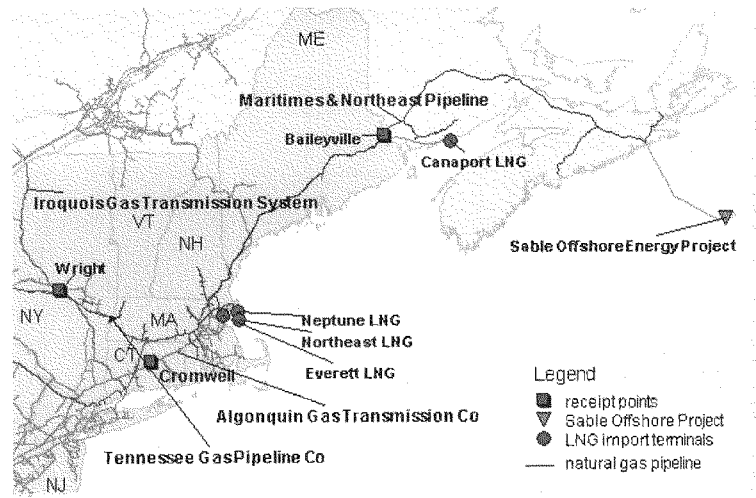 ME
Maritimes & Northeast Pipeline
Baileyville
Canaport LNG
Iroquois Gas Transmission System
VT
NH
Sable Offshore Energy Project
Wright
NY
MA
Neptune LNG
Northeast LNG
CT
Cromwell
Everett LNG
Legend
receipt points
Sable Offshore Project
LNG import terminals
natural gas pipeline
Algonquin Gas Transmission Co
Tennessee Gas Pipeline Co
NJ